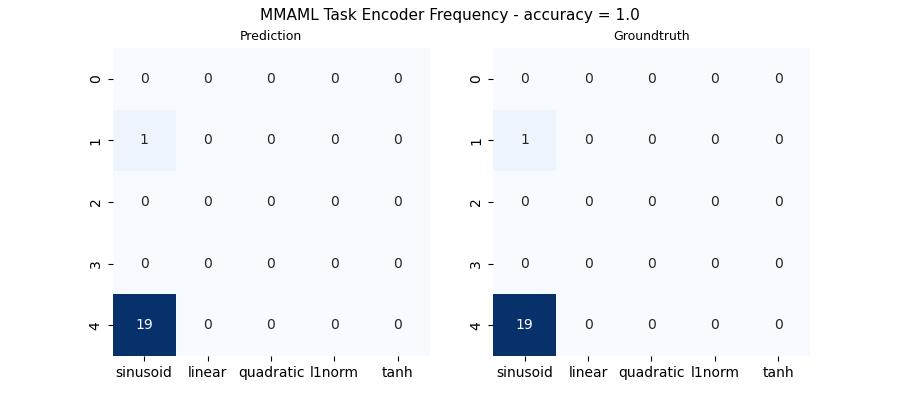 MMAML Task Encoder Frequency - accuracy = 1.0
Prediction
Groundtruth
0 0 0 0 0 0
1 1 0 0 0 0
2 0 0 0 0 0
3 0 0 0 0 0
4 19 0 0 0 0
sinusoid linear quadratic l1norm tanh
0 0 0 0 0 0
1 1 0 0 0 0
2 0 0 0 0 0
3 0 0 0 0 0
4 19 0 0 0 0
sinusoid linear quadratic l1norm tanh